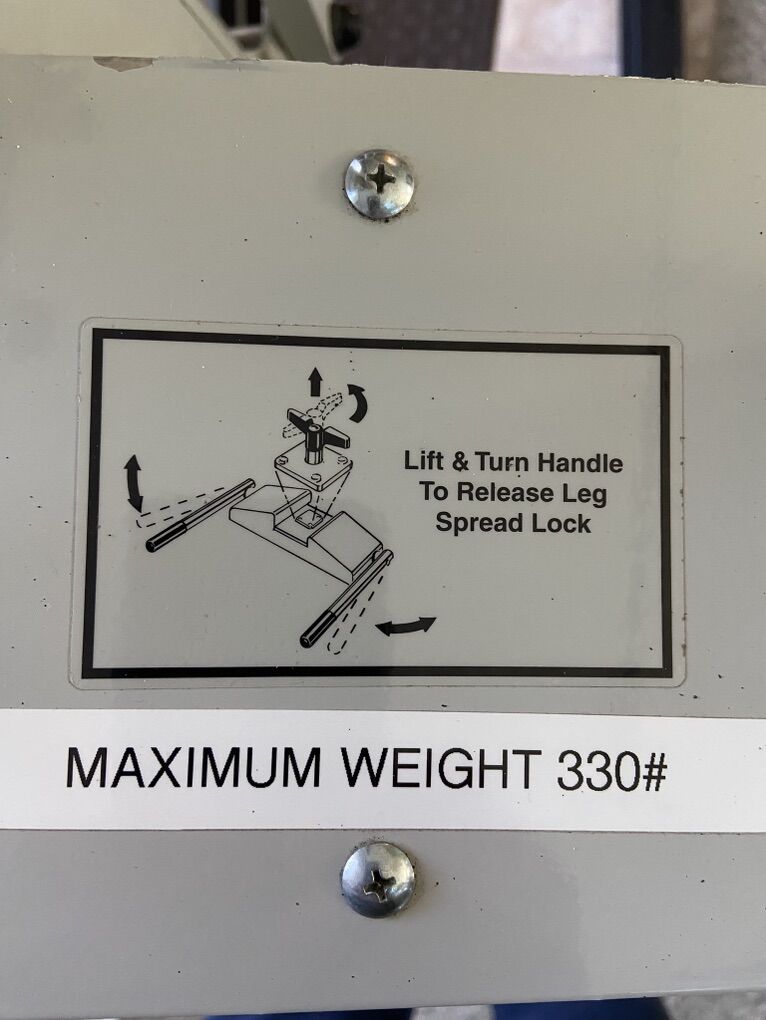 Lift & Turn Handle
To Release Leg
Spread Lock
MAXIMUM WEIGHT 330#